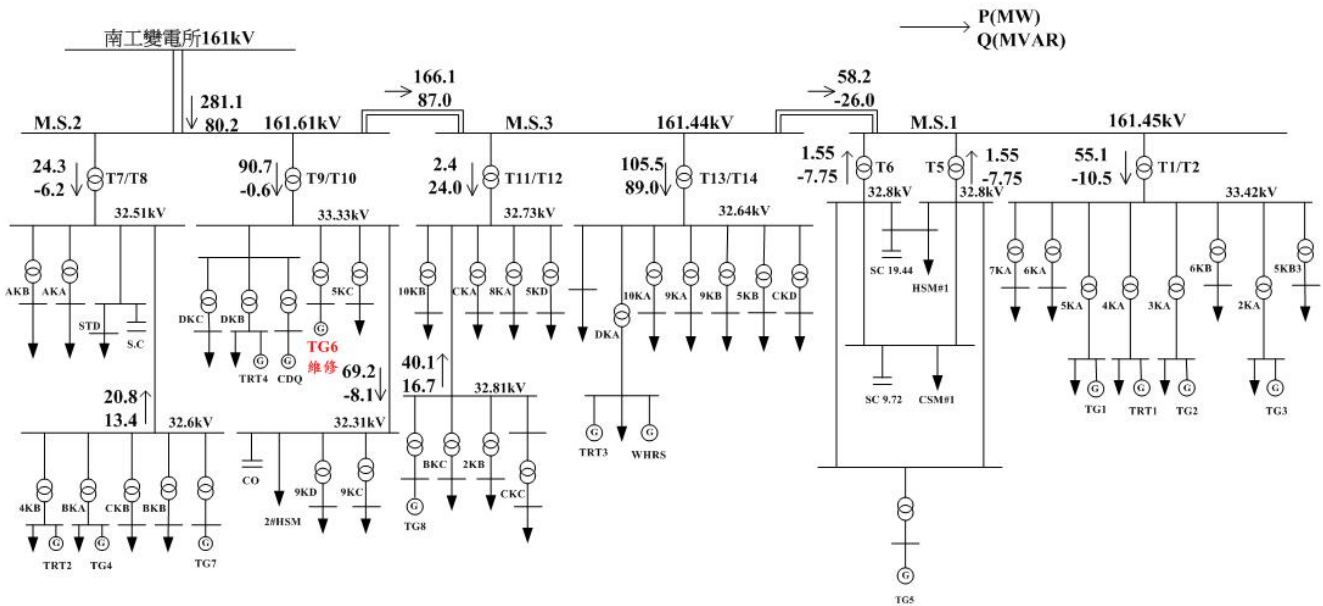 P(MW)
Q(MVAR)
南工變電所161kV
281.1
80.2
166.1
87.0
58.2
-26.0
M.S.2
161.61kV
M.S.3
161.44kV
M.S.1
161.45kV
24.3
-6.2
T7/T8
90.7
-0.6
T9/T10
2.4
24.0
T11/T12
105.5
89.0
T13/T14
1.55
-7.75
T6
T5
1.55
-7.75
55.1
-10.5
T1/T2
32.51kV
33.33kV
32.73kV
32.64kV
32.8kV
32.8kV
33.42kV
AKB
AKA
STD
S.C
DKC
DKB
TRT4
G
CDQ
G
G
TG6
維修
5KC
10KB
CKA
8KA
5KD
DKA
10KA
9KA
9KB
5KB
CKD
SC 19.44
HSM#1
7KA
6KA
5KA
4KA
3KA
6KB
2KA
5KB3
G
TG1
G
TRT1
G
TG2
G
TG3
20.8
13.4
32.6kV
69.2
-8.1
32.31kV
40.1
16.7
32.81kV
G
TRT3
G
WHRS
SC 9.72
CSM#1
4KB
BKA
CKB
BKB
G
TRT2
G
TG4
G
TG7
CO
2#HSM
9KD
9KC
G
TG8
BKC
2KB
CKC
G
TG5